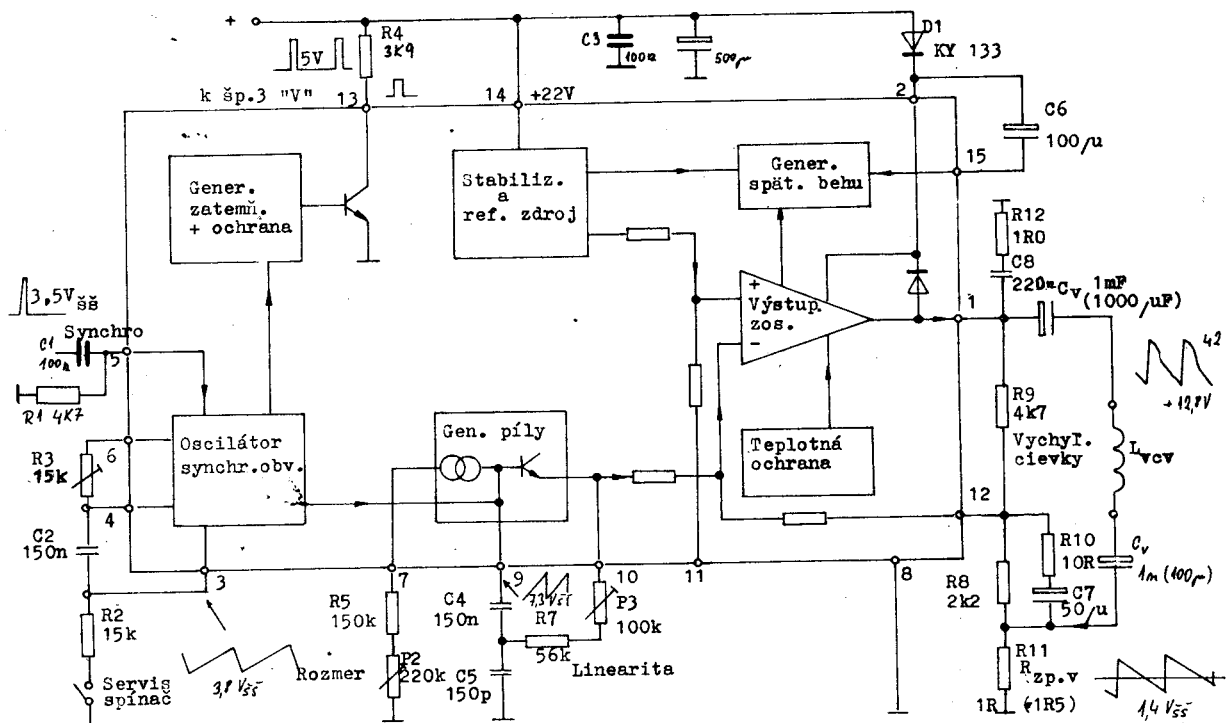 +
R4
3K9
5V
k šp.3 "V"
13
14
+22V
C3
100n
500µ
D1
KY 133
2
C6
100/u
15
Gener.
zatemň.
+ ochrana
Stabiliz.
a
ref. zdroj
Gener.
spät. behu
R12
1R0
C8
220n
Cv
1mF
(1000/uF)
1
+
Výstup.
zos.
−
3,5Všš
Synchro
C1
100n
5
R1 4K7
R9
4k7
42
+12,8V
Vychyľ.
cievky
LVCV
Teplotná
ochrana
Oscilátor
synchr.obv.
Gen. píly
6
R3
15k
4
C2
150n
3
7
9
7,3 Všš
10
11
8
12
R10
10R
Cv
1m (100µ)
R8
2k2
C7
50/u
R2
15k
R5
150k
C4
150n
R7
56k
P3
100k
Servis
spínač
3,8 Všš
Rozmer
P2
220k
C5
150p
Linearita
R11
Rzp.v
1R (1R5)
1,4 Všš